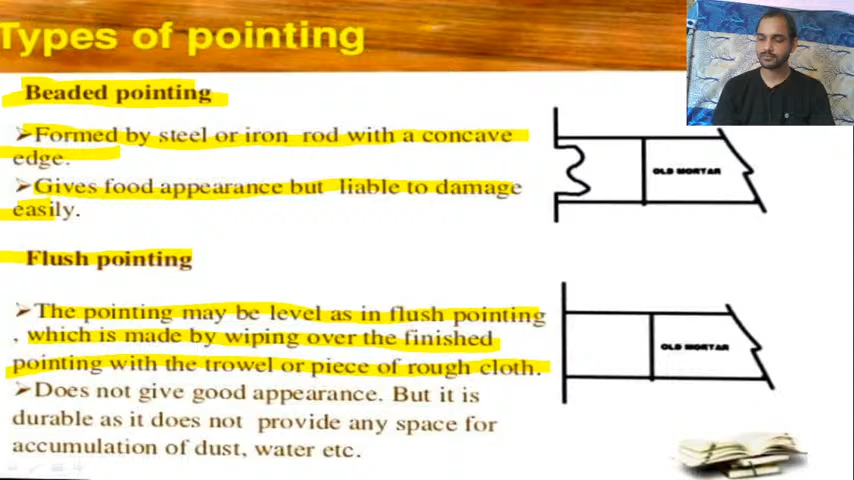 Types of pointing
Beaded pointing
➢Formed by steel or iron rod with a concave
edge.
➢Gives food appearance but liable to damage
easily.
OLD MORTAR
Flush pointing
➢The pointing may be level as in flush pointing
, which is made by wiping over the finished
pointing with the trowel or piece of rough cloth.
➢Does not give good appearance. But it is
durable as it does not provide any space for
accumulation of dust, water etc.
OLD MORTAR